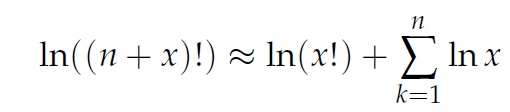 ln((n + x)!) ≈ ln(x!) + ∑_{k=1}^{n} ln x